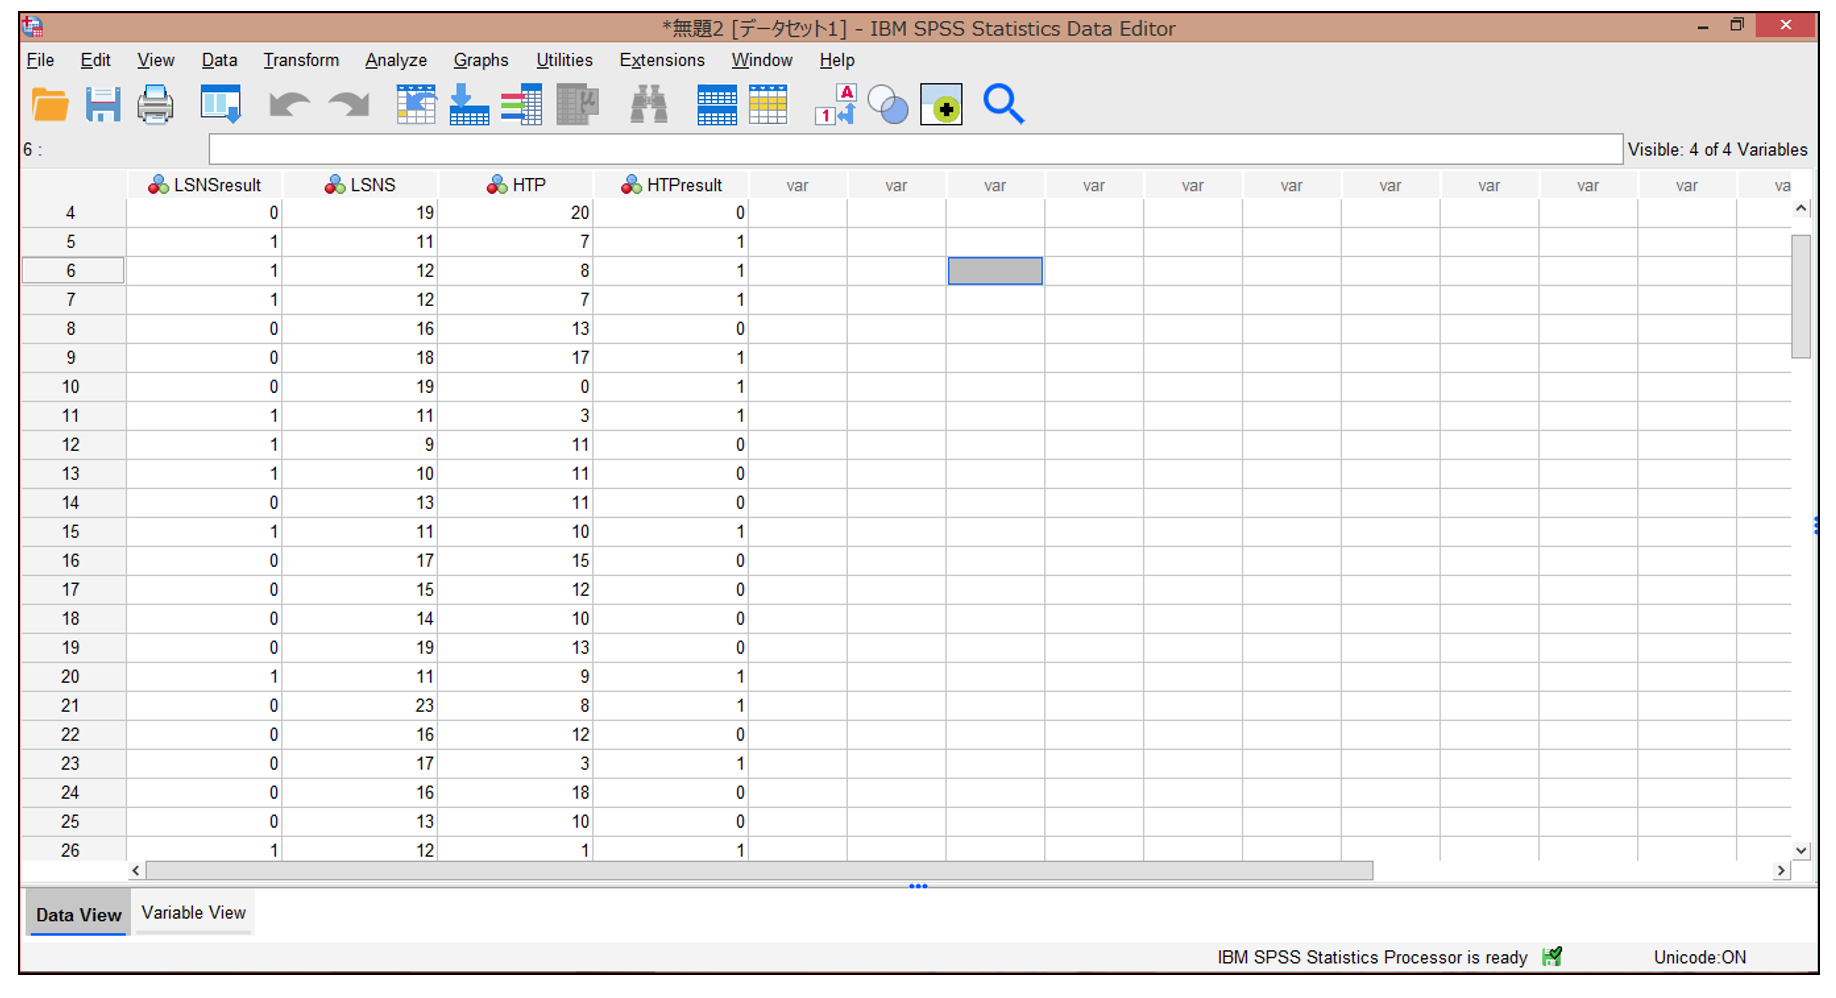 *無題2 [データセット1] - IBM SPSS Statistics Data Editor
File Edit View Data Transform Analyze Graphs Utilities Extensions Window Help
A
1
6 : Visible: 4 of 4 Variables
LSNSresult LSNS HTP HTPresult var var var var var var var var var var va
4 0 19 20 0
5 1 11 7 1
6 1 12 8 1
7 1 12 7 1
8 0 16 13 0
9 0 18 17 1
10 0 19 0 1
11 1 11 3 1
12 1 9 11 0
13 1 10 11 0
14 0 13 11 0
15 1 11 10 1
16 0 17 15 0
17 0 15 12 0
18 0 14 10 0
19 0 19 13 0
20 1 11 9 1
21 0 23 8 1
22 0 16 12 0
23 0 17 3 1
24 0 16 18 0
25 0 13 10 0
26 1 12 1 1
Data View Variable View
IBM SPSS Statistics Processor is ready Unicode:ON